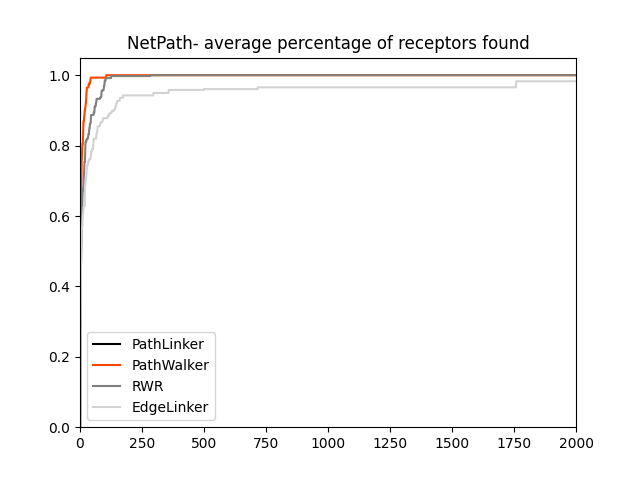 NetPath- average percentage of receptors found
1.0
0.8
0.6
0.4
0.2
0.0
PathLinker
PathWalker
RWR
EdgeLinker
0 250 500 750 1000 1250 1500 1750 2000